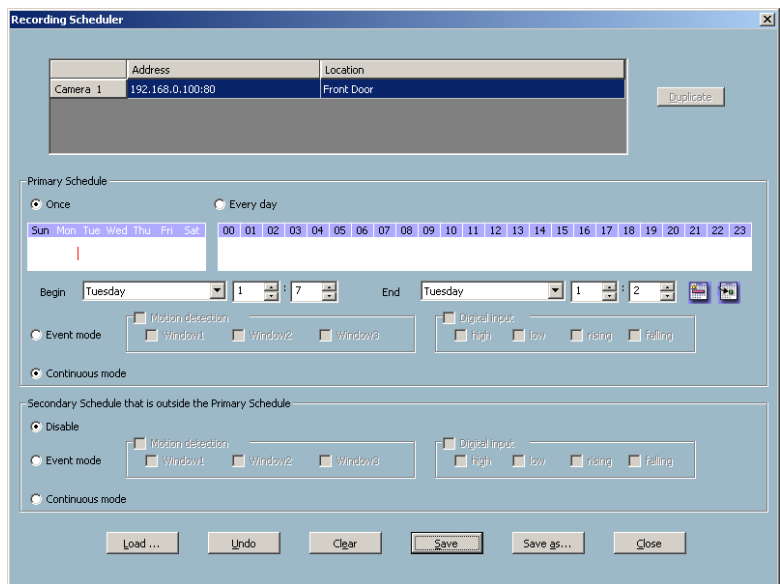 Recording Scheduler
Address Location
Camera 1 192.168.0.100:80 Front Door
Duplicate
Primary Schedule
Once Every day
Sun Mon Tue Wed Thu Fri Sat 00 01 02 03 04 05 06 07 08 09 10 11 12 13 14 15 16 17 18 19 20 21 22 23
Begin Tuesday 1 : 7 End Tuesday 1 : 2
Motion detection Digital input
Event mode Window1 Window2 Window3 high low rising falling
Continuous mode
Secondary Schedule that is outside the Primary Schedule
Disable
Motion detection Digital input
Event mode Window1 Window2 Window3 high low rising falling
Continuous mode
Load ... Undo Clear Save Save as... Close